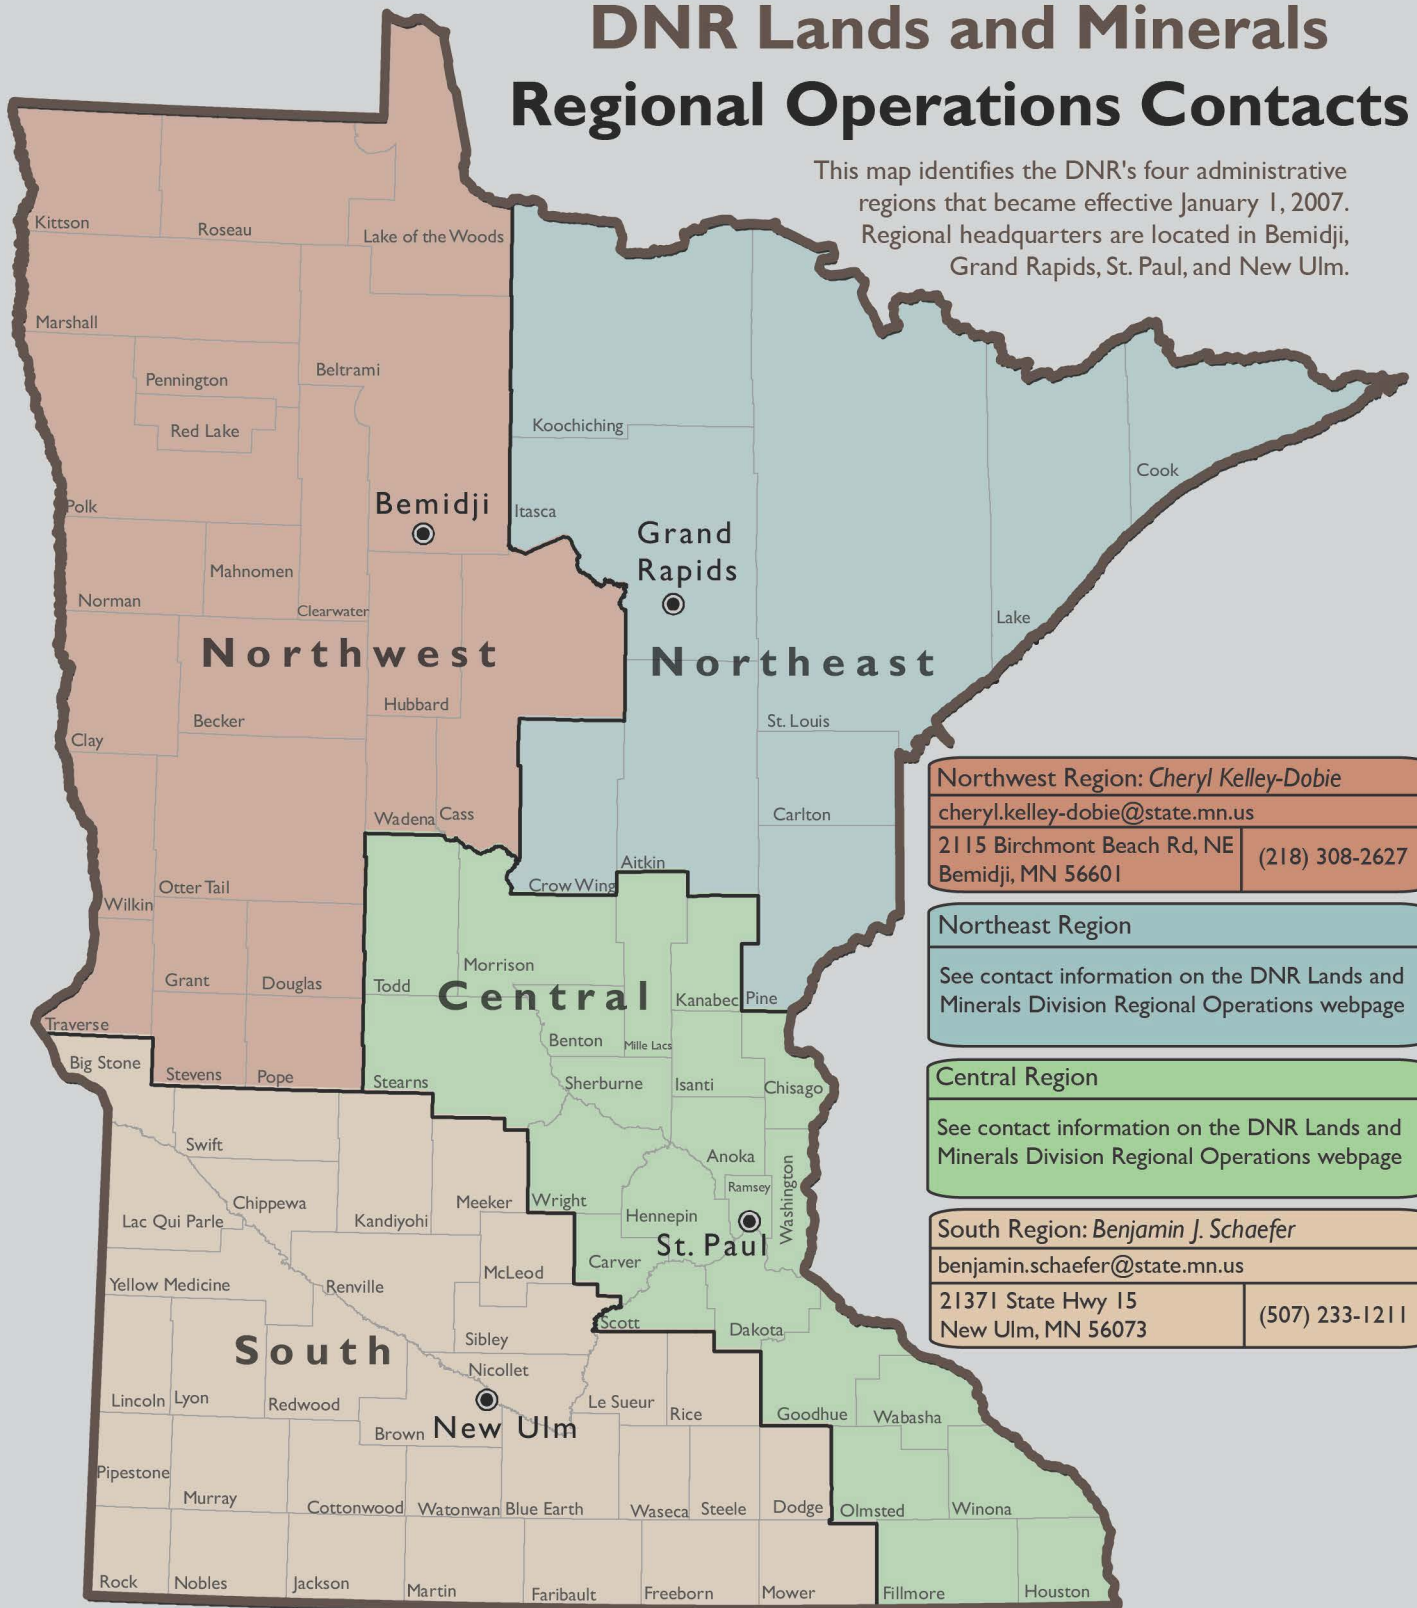 DNR Lands and Minerals
Regional Operations Contacts
This map identifies the DNR's four administrative
regions that became effective January 1, 2007.
Regional headquarters are located in Bemidji,
Grand Rapids, St. Paul, and New Ulm.
Kittson
Roseau
Lake of the Woods
Marshall
Beltrami
Pennington
Red Lake
Koochiching
Cook
Polk
Bemidji
Itasca
Grand
Rapids
Mahnomen
Norman
Clearwater
Lake
Northwest
Northeast
Hubbard
Becker
St. Louis
Clay
Wadena
Cass
Carlton
Aitkin
Crow Wing
Otter Tail
Wilkin
Morrison
Grant
Douglas
Todd
Central
Kanabec
Pine
Traverse
Benton
Mille Lacs
Big Stone
Stevens
Pope
Stearns
Sherburne
Isanti
Chisago
Swift
Anoka
Washington
Ramsey
Chippewa
Meeker
Wright
Lac Qui Parle
Kandiyohi
Hennepin
St. Paul
Carver
McLeod
Yellow Medicine
Renville
Scott
Dakota
Sibley
South
Nicollet
Lincoln
Lyon
Redwood
Le Sueur
Rice
Goodhue
Wabasha
Brown
New Ulm
Pipestone
Murray
Cottonwood
Watonwan
Blue Earth
Waseca
Steele
Dodge
Olmsted
Winona
Rock
Nobles
Jackson
Martin
Faribault
Freeborn
Mower
Fillmore
Houston
Northwest Region: Cheryl Kelley-Dobie
cheryl.kelley-dobie@state.mn.us
2115 Birchmont Beach Rd, NE
Bemidji, MN 56601
(218) 308-2627
Northeast Region
See contact information on the DNR Lands and
Minerals Division Regional Operations webpage
Central Region
See contact information on the DNR Lands and
Minerals Division Regional Operations webpage
South Region: Benjamin J. Schaefer
benjamin.schaefer@state.mn.us
21371 State Hwy 15
New Ulm, MN 56073
(507) 233-1211